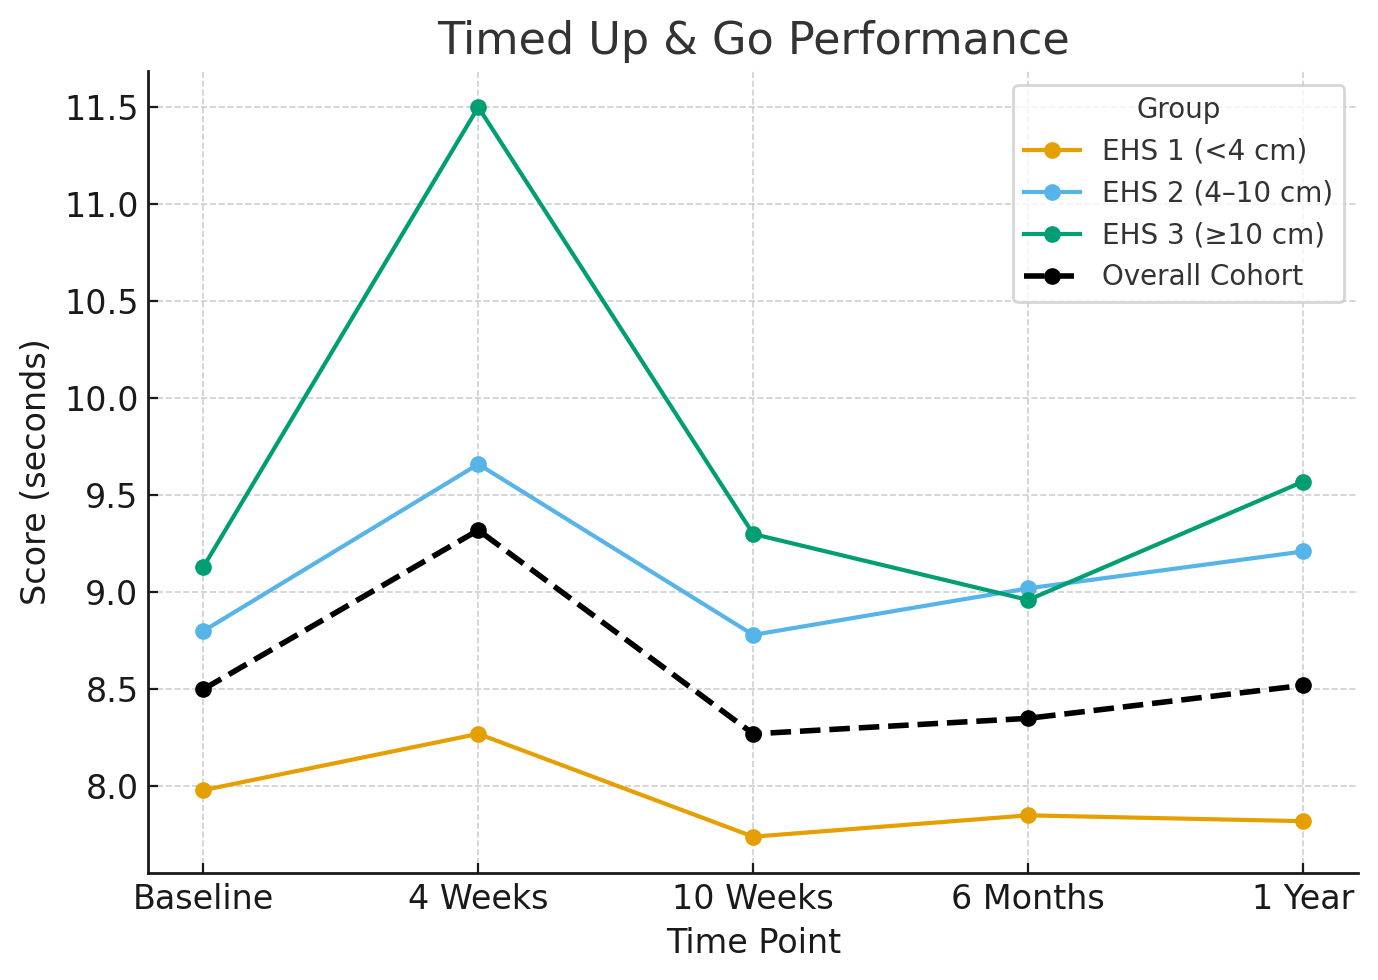 Timed Up & Go Performance
Group
EHS 1 (<4 cm)
EHS 2 (4–10 cm)
EHS 3 (≥10 cm)
Overall Cohort
Score (seconds)
11.5
11.0
10.5
10.0
9.5
9.0
8.5
8.0
Baseline
4 Weeks
10 Weeks
6 Months
1 Year
Time Point